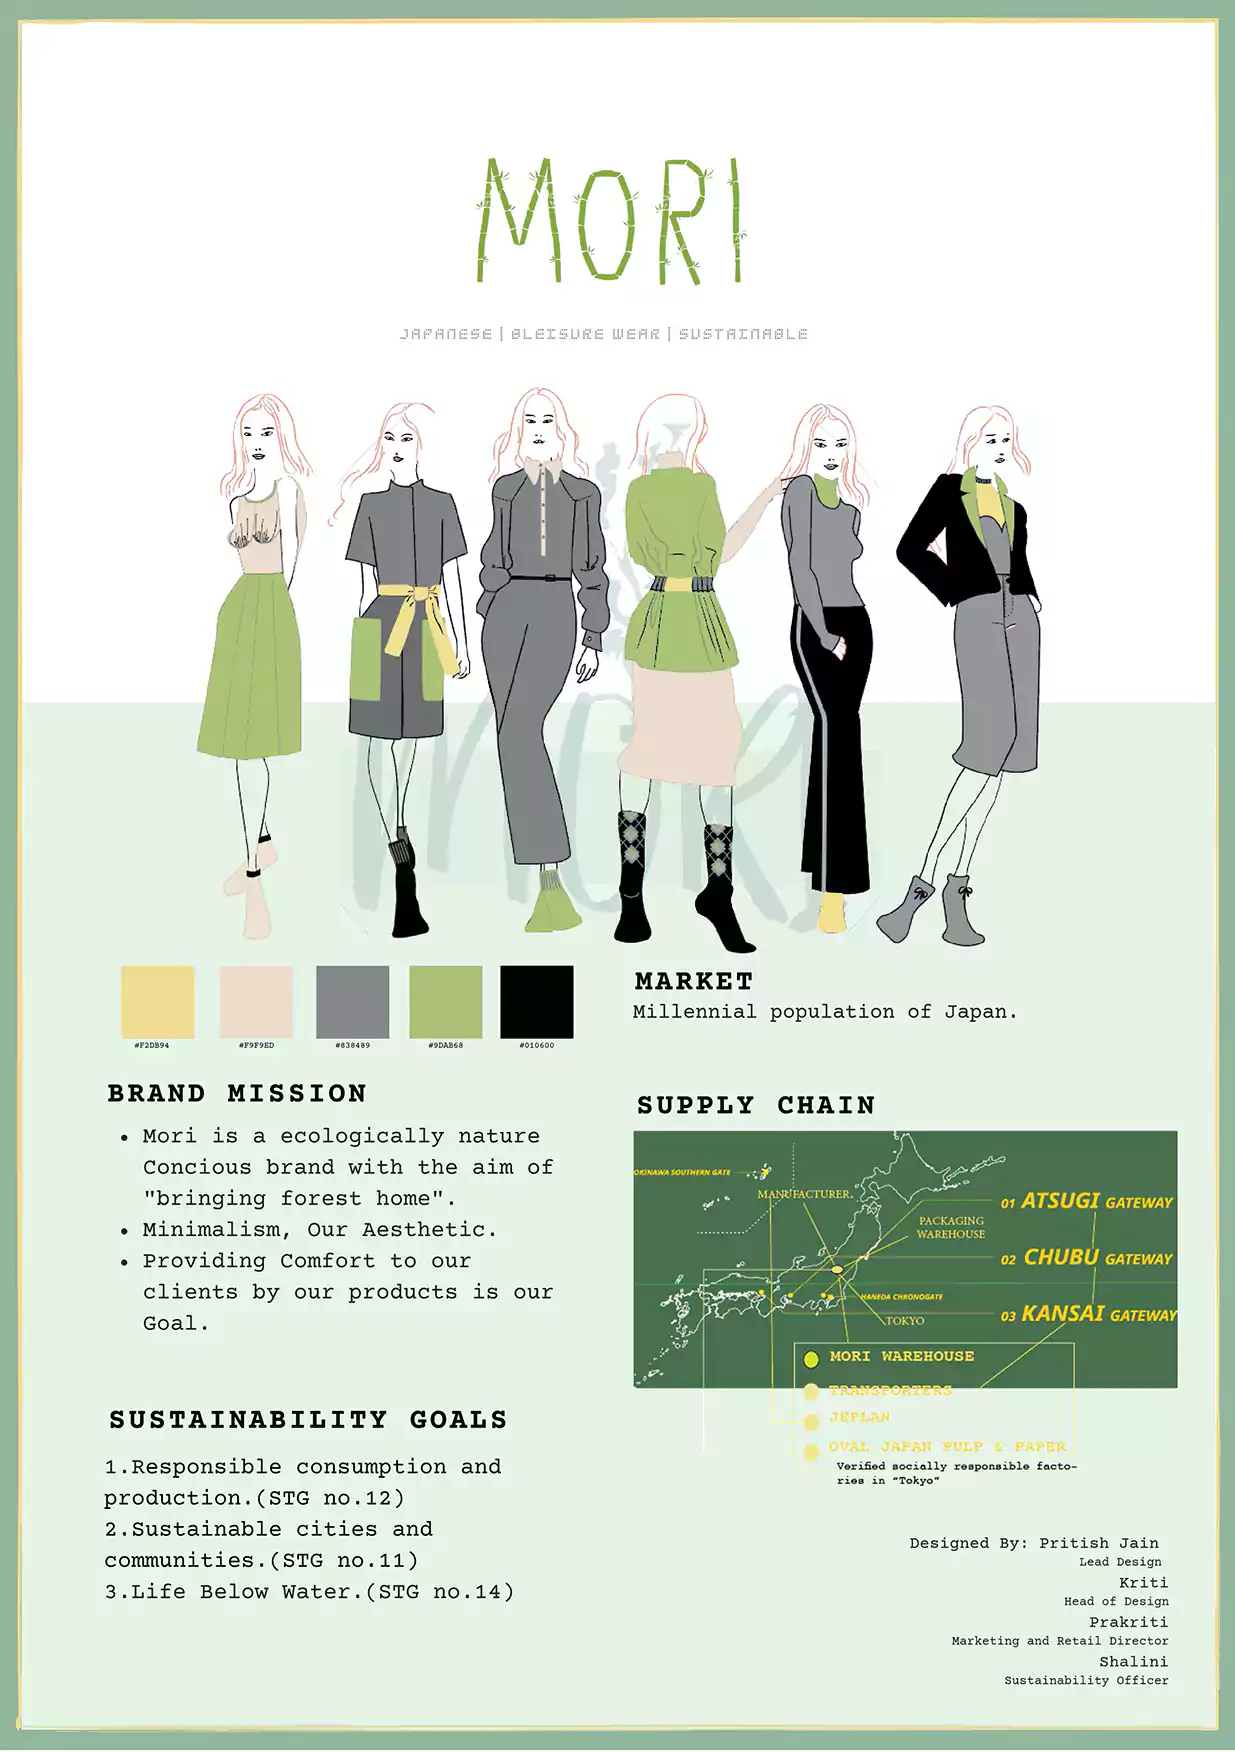 MORI
JAPANESE | BLEISURE WEAR | SUSTAINABLE
MORI
#F2DB94
#F9F9ED
#838489
#9DAB68
#010600
MARKET
Millennial population of Japan.
BRAND MISSION
• Mori is a ecologically nature
Concious brand with the aim of
"bringing forest home".
• Minimalism, Our Aesthetic.
• Providing Comfort to our
clients by our products is our
Goal.
SUPPLY CHAIN
OKINAWA SOUTHERN GATE
MANUFACTURER.
PACKAGING
WAREHOUSE
01 ATSUGI GATEWAY
02 CHUBU GATEWAY
HANEDA CHRONOGATE
TOKYO
03 KANSAI GATEWAY
MORI WAREHOUSE
TRANSPORTERS
JEPLAN
OVAL JAPAN PULP & PAPER
Verified socially responsible facto-
ries in “Tokyo”
SUSTAINABILITY GOALS
1.Responsible consumption and
production.(STG no.12)
2.Sustainable cities and
communities.(STG no.11)
3.Life Below Water.(STG no.14)
Designed By: Pritish Jain
Lead Design
Kriti
Head of Design
Prakriti
Marketing and Retail Director
Shalini
Sustainability Officer